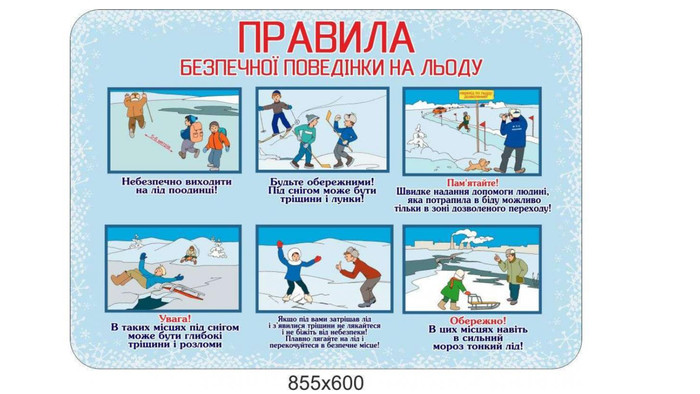 ПРАВИЛА
БЕЗПЕЧНОЇ ПОВЕДІНКИ НА ЛЬОДУ
Небезпечно виходити
на лід поодинці!
Будьте обережними!
Під снігом може бути
тріщини і лунки!
Пам'ятайте!
Швидке надання допомоги людині,
яка потрапила в біду можливо
тільки в зоні дозволеного переходу!
Увага!
В таких місцях під снігом
може бути глибокі
тріщини і розломи
Якщо під вами затріщав лід
і з'явилися тріщини не лякайтеся
і не біжіть від небезпеки!
Плавно лягайте на лід і
перекочуйтеся в безпечне місце!
Обережно!
В цих місцях навіть
в сильний
мороз тонкий лід!
855x600